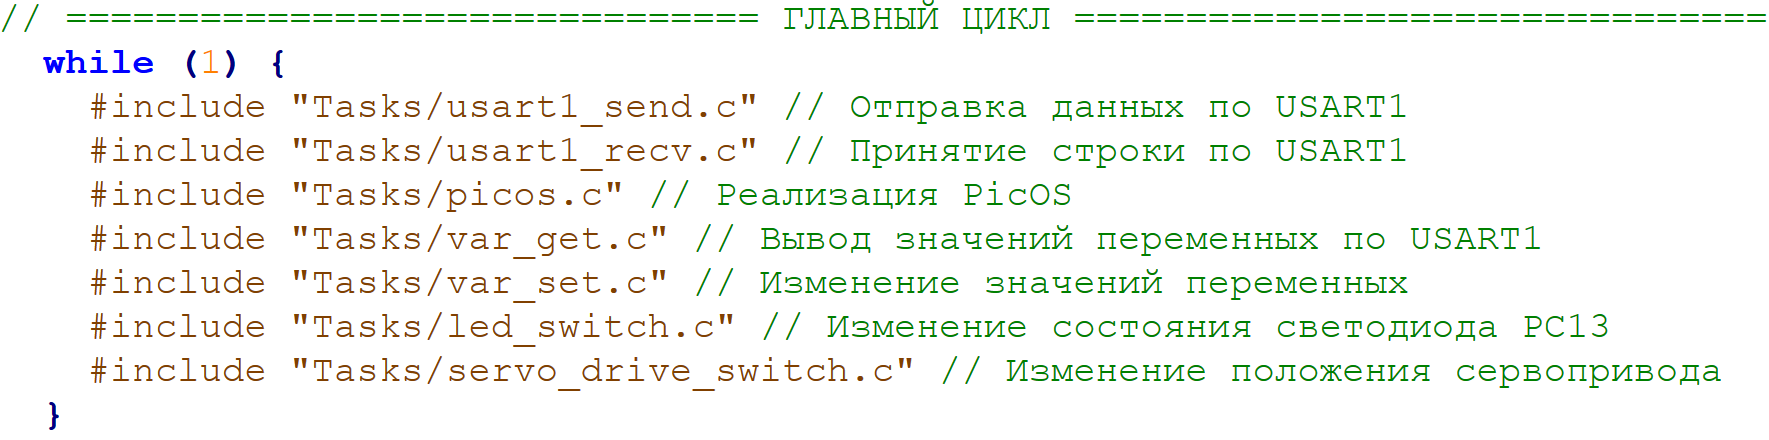 // =============================== ГЛАВНЫЙ ЦИКЛ ===============================
while (1) {
#include "Tasks/usart1_send.c" // Отправка данных по USART1
#include "Tasks/usart1_recv.c" // Принятие строки по USART1
#include "Tasks/picos.c" // Реализация PicOS
#include "Tasks/var_get.c" // Вывод значений переменных по USART1
#include "Tasks/var_set.c" // Изменение значений переменных
#include "Tasks/led_switch.c" // Изменение состояния светодиода PC13
#include "Tasks/servo_drive_switch.c" // Изменение положения сервопривода
}